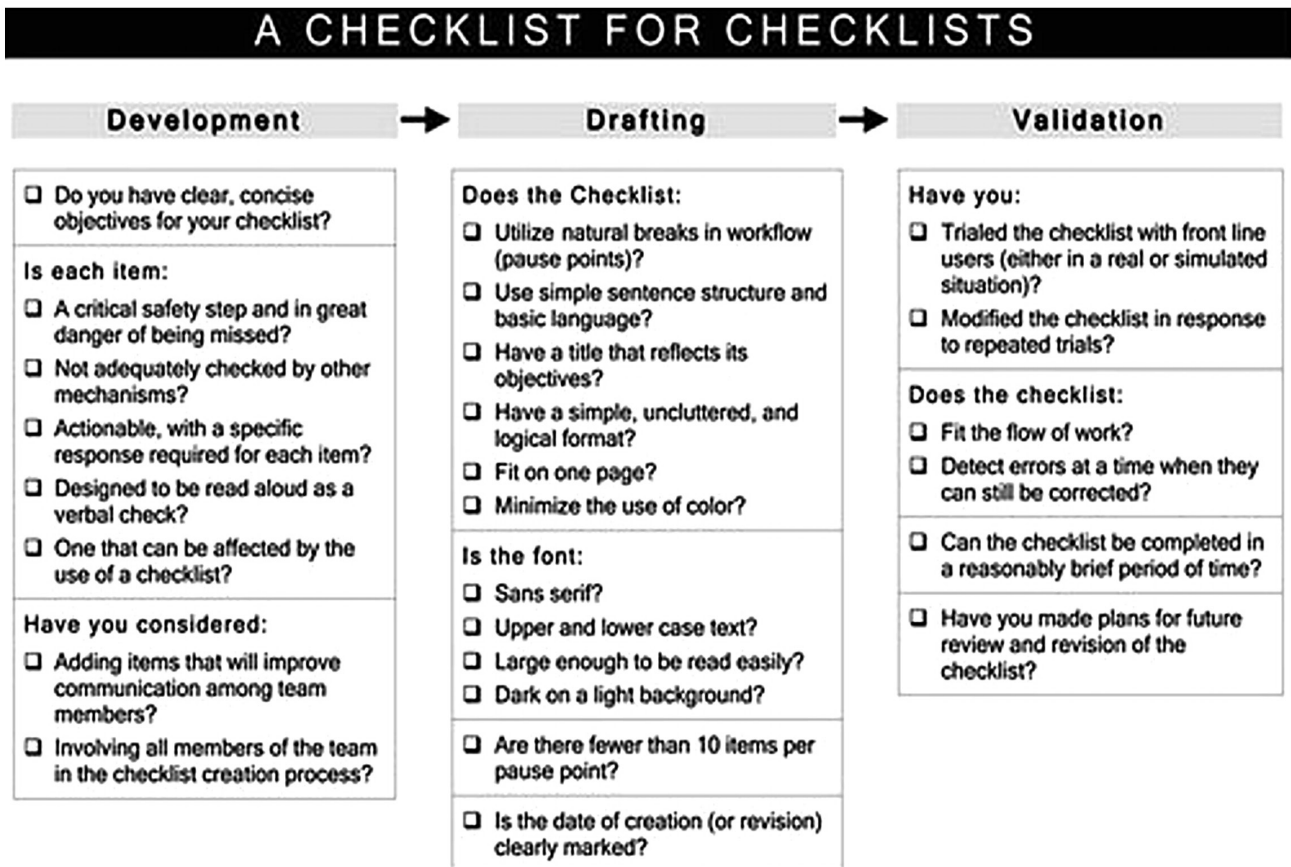 A CHECKLIST FOR CHECKLISTS
Development
❑ Do you have clear, concise
objectives for your checklist?
Is each item:
❑ A critical safety step and in great
danger of being missed?
❑ Not adequately checked by other
mechanisms?
❑ Actionable, with a specific
response required for each item?
❑ Designed to be read aloud as a
verbal check?
❑ One that can be affected by the
use of a checklist?
Have you considered:
❑ Adding items that will improve
communication among team
members?
❑ Involving all members of the team
in the checklist creation process?
Drafting
Does the Checklist:
❑ Utilize natural breaks in workflow
(pause points)?
❑ Use simple sentence structure and
basic language?
❑ Have a title that reflects its
objectives?
❑ Have a simple, uncluttered, and
logical format?
❑ Fit on one page?
❑ Minimize the use of color?
Is the font:
❑ Sans serif?
❑ Upper and lower case text?
❑ Large enough to be read easily?
❑ Dark on a light background?
❑ Are there fewer than 10 items per
pause point?
❑ Is the date of creation (or revision)
clearly marked?
Validation
Have you:
❑ Trialed the checklist with front line
users (either in a real or simulated
situation)?
❑ Modified the checklist in response
to repeated trials?
Does the checklist:
❑ Fit the flow of work?
❑ Detect errors at a time when they
can still be corrected?
❑ Can the checklist be completed in
a reasonably brief period of time?
❑ Have you made plans for future
review and revision of the
checklist?